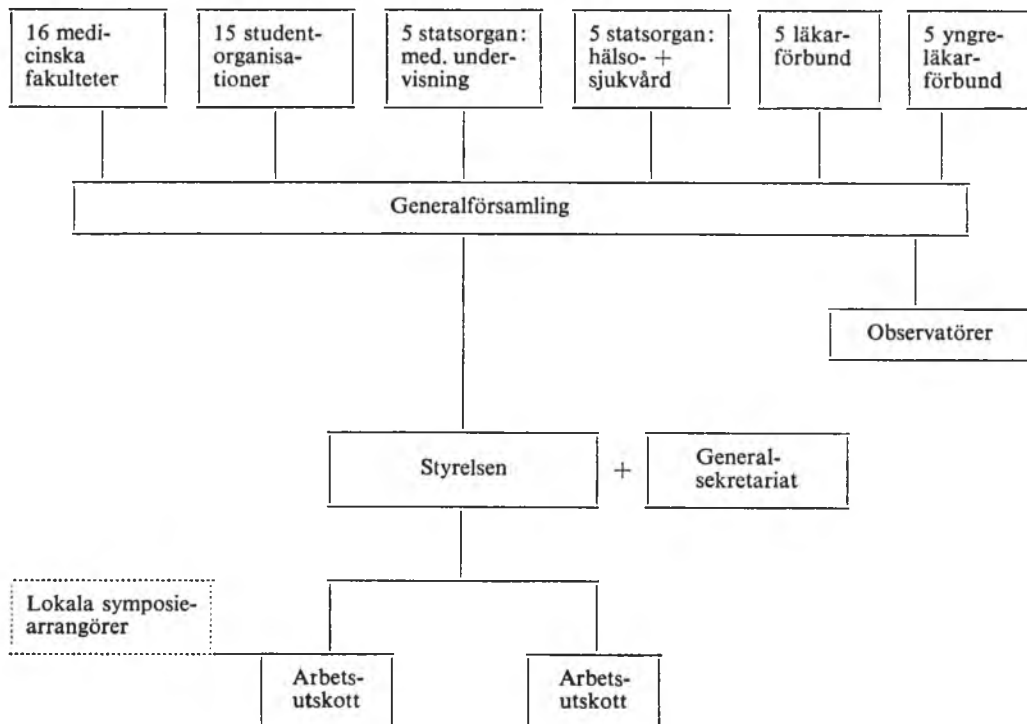 16 medi-
cinska
fakulteter
15 student-
organisa-
tioner
5 statsorgan:
med. under-
visning
5 statsorgan:
hälso- +
sjukvård
5 läkar-
förbund
5 yngre-
läkar-
förbund
Generalförsamling
Observatörer
Styrelsen
+
General-
sekretariat
Lokala symposie-
arrangörer
Arbets-
utskott
Arbets-
utskott